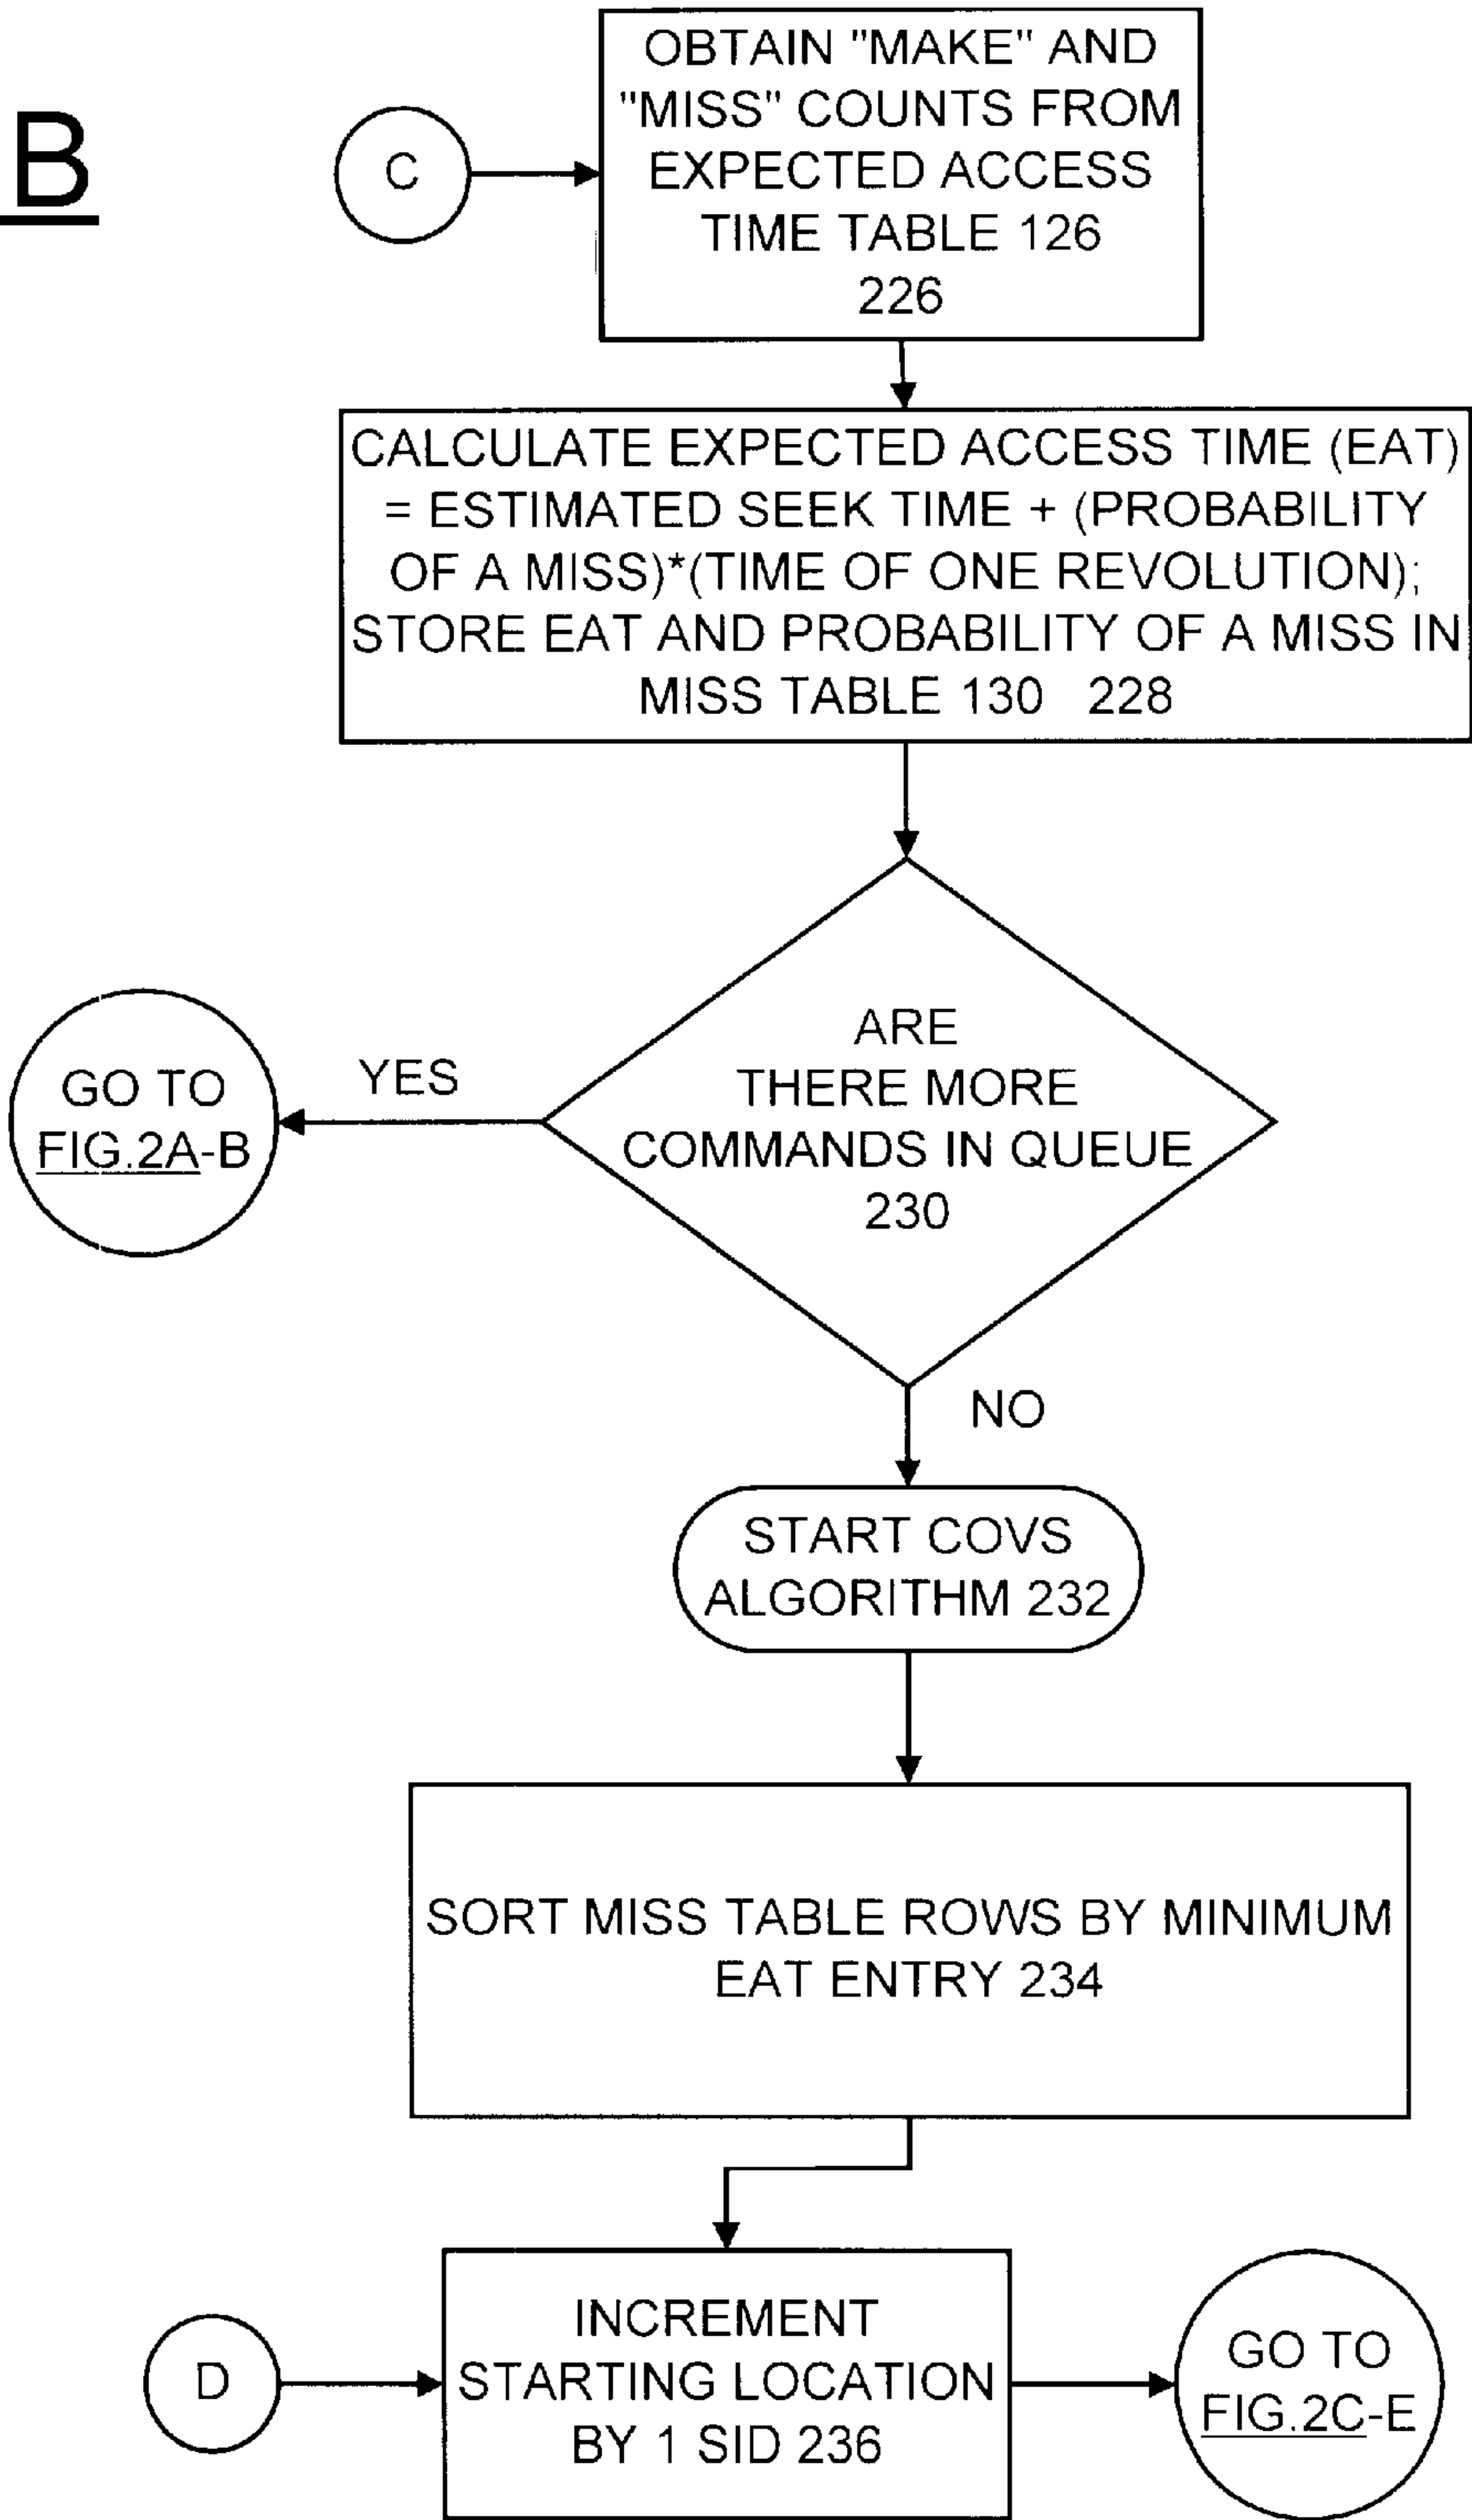 B
C
OBTAIN "MAKE" AND
"MISS" COUNTS FROM
EXPECTED ACCESS
TIME TABLE 126
226
CALCULATE EXPECTED ACCESS TIME (EAT)
= ESTIMATED SEEK TIME + (PROBABILITY
OF A MISS)*(TIME OF ONE REVOLUTION);
STORE EAT AND PROBABILITY OF A MISS IN
MISS TABLE 130 228
ARE
THERE MORE
COMMANDS IN QUEUE
230
YES
GO TO
FIG.2A-B
NO
START COVS
ALGORITHM 232
SORT MISS TABLE ROWS BY MINIMUM
EAT ENTRY 234
D
INCREMENT
STARTING LOCATION
BY 1 SID 236
GO TO
FIG.2C-E